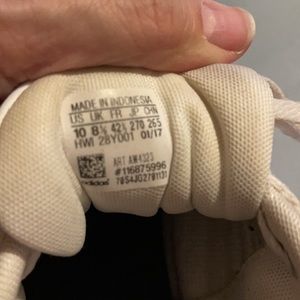 MADE IN INDONESIA
US UK FR JP CHN
10 8½ 42⅔ 270 265
HWI 28Y001 01/17
ART AW4323
#116875996
adidas